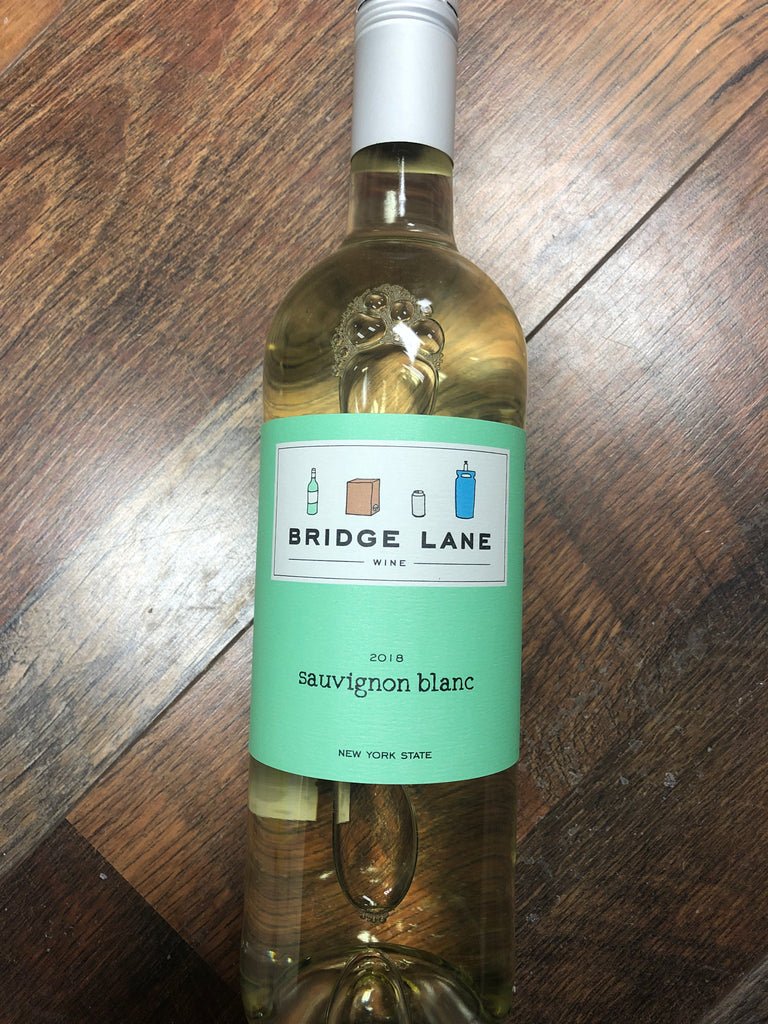 BRIDGE LANE
WINE
2018
sauvignon blanc
NEW YORK STATE